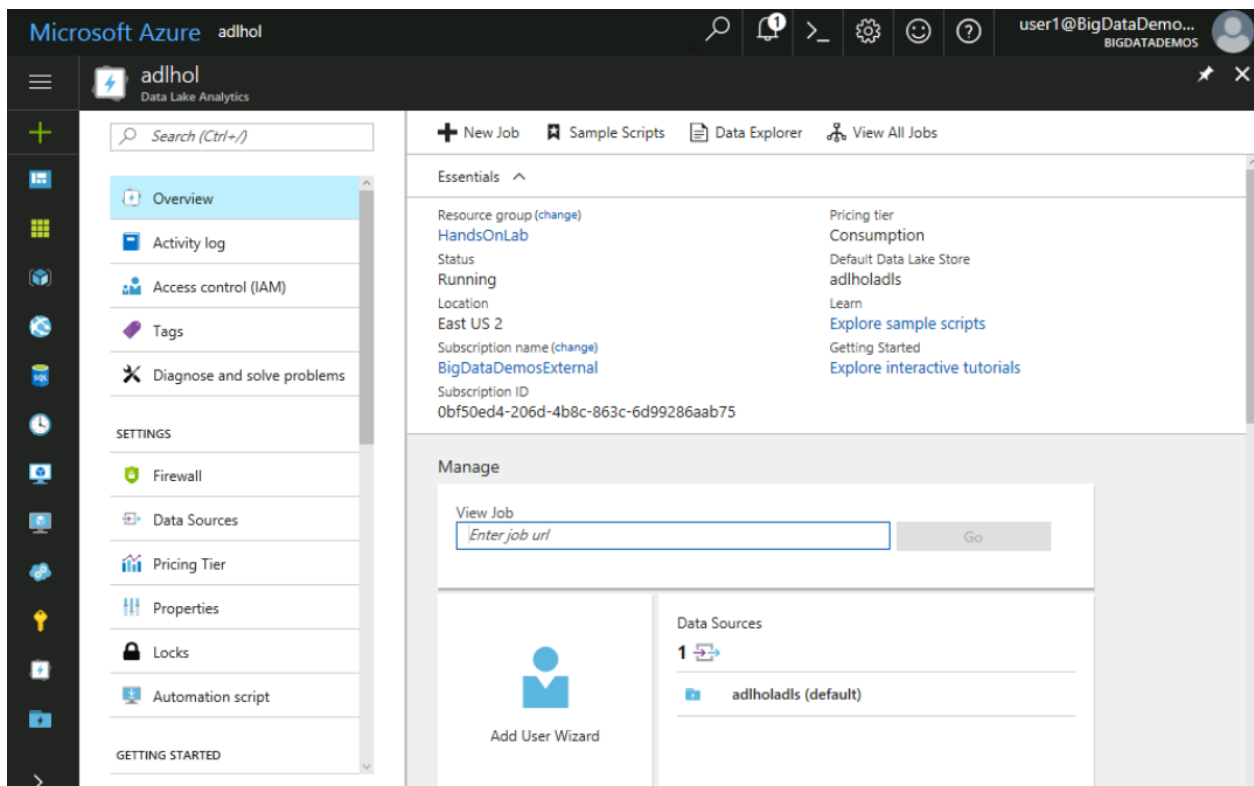 Microsoft Azure adlhol
1
>_
user1@BigDataDemo...
BIGDATADEMOS
adlhol
Data Lake Analytics
Search (Ctrl+/)
Overview
Activity log
Access control (IAM)
Tags
Diagnose and solve problems
SETTINGS
Firewall
Data Sources
Pricing Tier
Properties
Locks
Automation script
GETTING STARTED
SQL
New Job Sample Scripts Data Explorer View All Jobs
Essentials
Resource group (change)
HandsOnLab
Status
Running
Location
East US 2
Subscription name (change)
BigDataDemosExternal
Subscription ID
0bf50ed4-206d-4b8c-863c-6d99286aab75
Pricing tier
Consumption
Default Data Lake Store
adlholadls
Learn
Explore sample scripts
Getting Started
Explore interactive tutorials
Manage
View Job
Enter job url
Go
Add User Wizard
Data Sources
1
adlholadls (default)